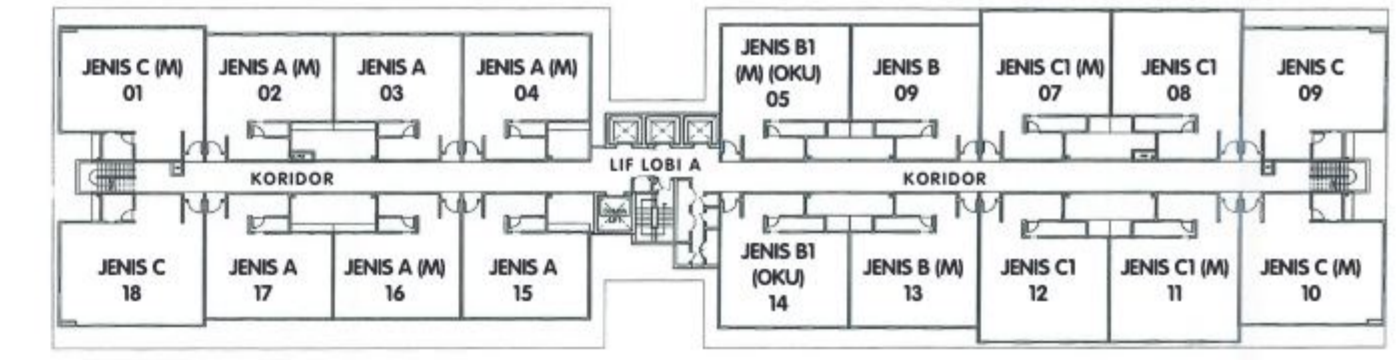 JENIS C (M)
01
JENIS A (M)
02
JENIS A
03
JENIS A (M)
04
JENIS B1
(M) (OKU)
05
JENIS B
09
JENIS C1 (M)
07
JENIS C1
08
JENIS C
09
LIF LOBI A
KORIDOR
KORIDOR
JENIS C
18
JENIS A
17
JENIS A (M)
16
JENIS A
15
JENIS B1
(OKU)
14
JENIS B (M)
13
JENIS C1
12
JENIS C1 (M)
11
JENIS C (M)
10